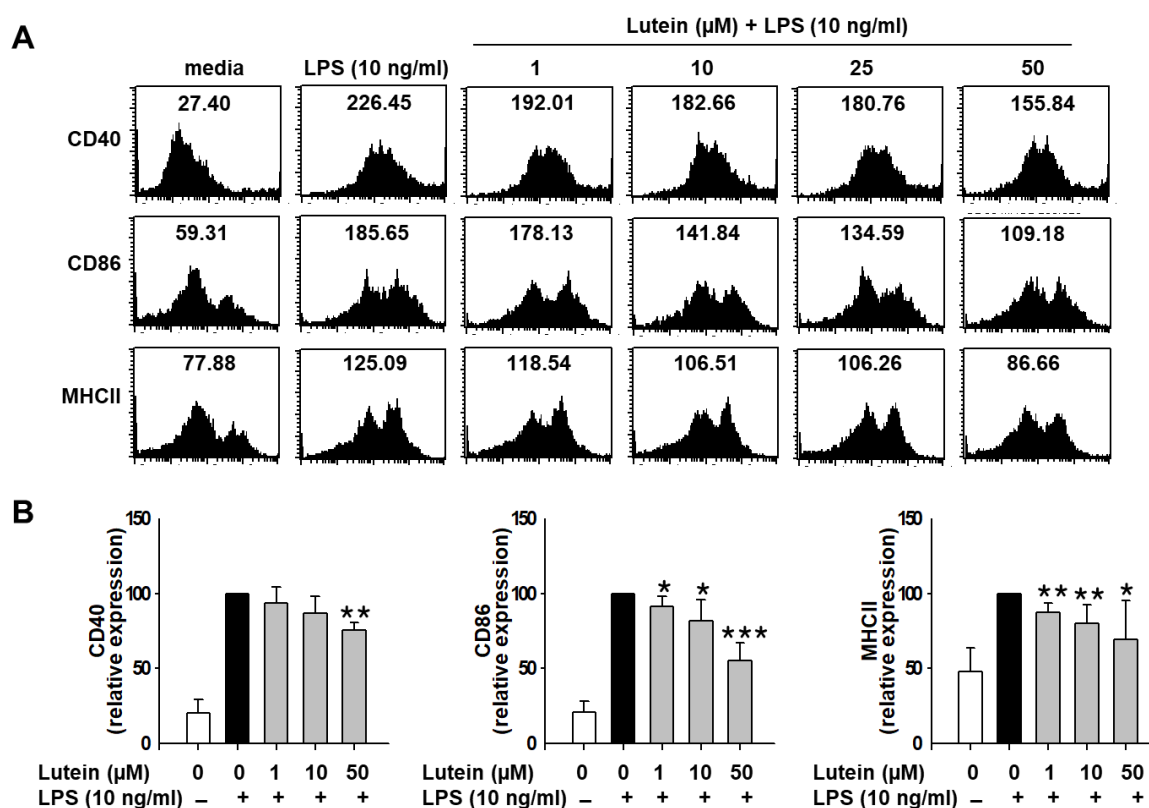 A
Lutein (µM) + LPS (10 ng/ml)
media LPS (10 ng/ml) 1 10 25 50
CD40 27.40 226.45 192.01 182.66 180.76 155.84
CD86 59.31 185.65 178.13 141.84 134.59 109.18
MHCII 77.88 125.09 118.54 106.51 106.26 86.66
B
CD40
(relative expression)
150
100
50
0
**
CD86
(relative expression)
150
100
50
0
* * ***
MHCII
(relative expression)
150
100
50
0
** ** *
Lutein (µM) 0 0 1 10 50 Lutein (µM) 0 0 1 10 50 Lutein (µM) 0 0 1 10 50
LPS (10 ng/ml) – + + + + LPS (10 ng/ml) – + + + + LPS (10 ng/ml) – + + + +